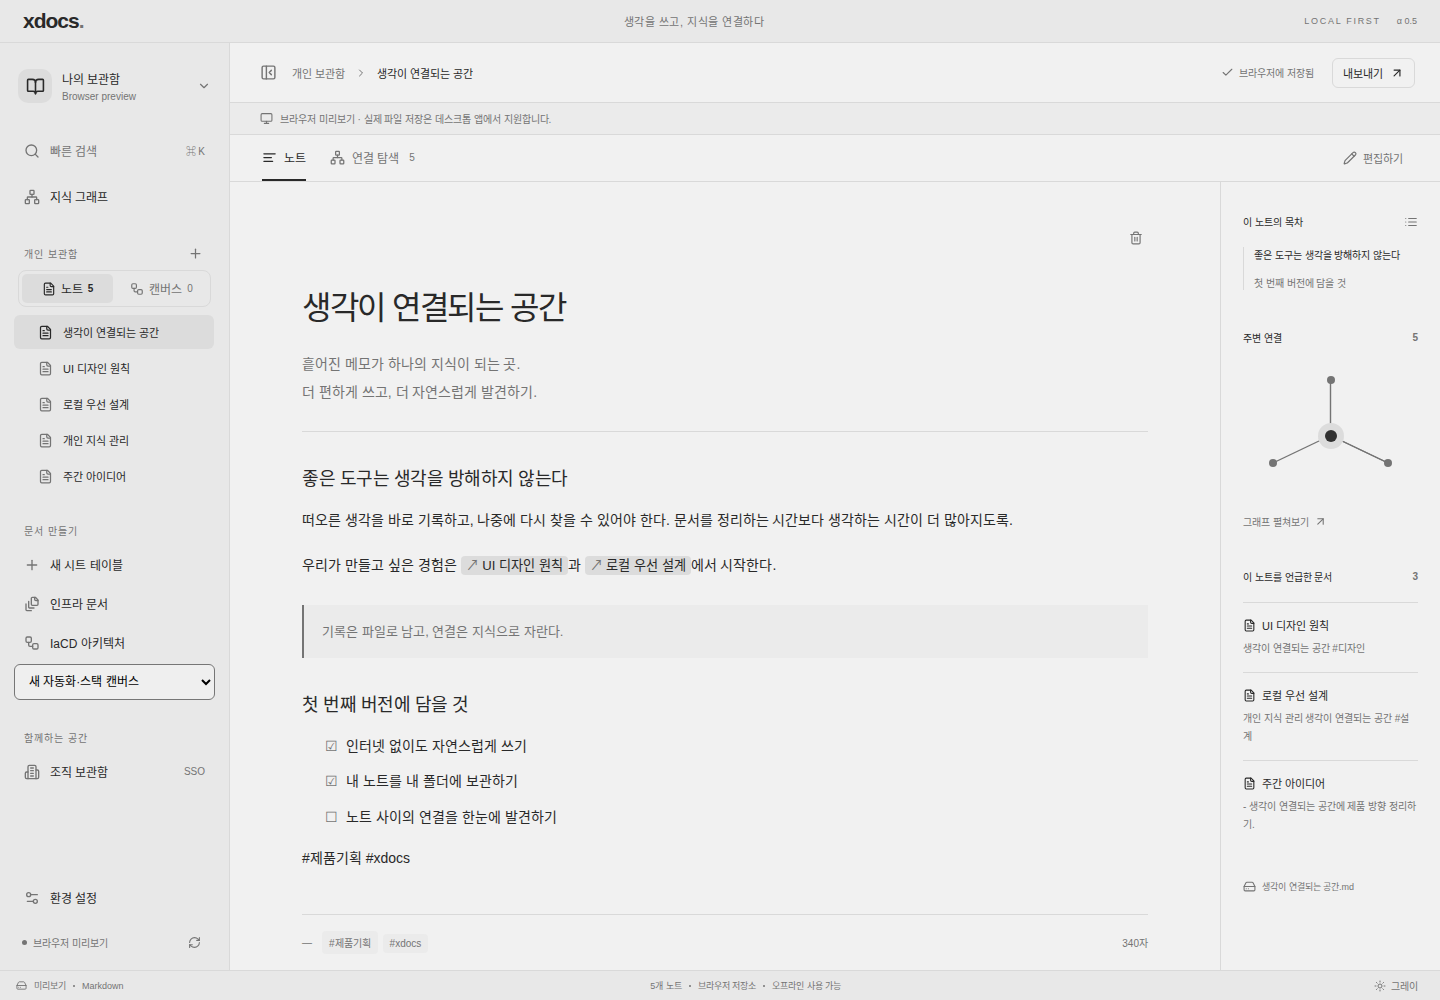 xdocs.
생각을 쓰고, 지식을 연결하다
LOCAL FIRST α 0.5
나의 보관함
Browser preview
빠른 검색 ⌘K
지식 그래프
개인 보관함
노트 5 캔버스 0
생각이 연결되는 공간
UI 디자인 원칙
로컬 우선 설계
개인 지식 관리
주간 아이디어
문서 만들기
새 시트 테이블
인프라 문서
IaCD 아키텍처
새 자동화·스택 캔버스
함께하는 공간
조직 보관함 SSO
환경 설정
브라우저 미리보기
개인 보관함 생각이 연결되는 공간
브라우저에 저장됨 내보내기
브라우저 미리보기 · 실제 파일 저장은 데스크톱 앱에서 지원합니다.
노트 연결 탐색 5 편집하기
생각이 연결되는 공간
흩어진 메모가 하나의 지식이 되는 곳.
더 편하게 쓰고, 더 자연스럽게 발견하기.
좋은 도구는 생각을 방해하지 않는다
떠오른 생각을 바로 기록하고, 나중에 다시 찾을 수 있어야 한다. 문서를 정리하는 시간보다 생각하는 시간이 더 많아지도록.
우리가 만들고 싶은 경험은 ↗ UI 디자인 원칙 과 ↗ 로컬 우선 설계 에서 시작한다.
기록은 파일로 남고, 연결은 지식으로 자란다.
첫 번째 버전에 담을 것
☑ 인터넷 없이도 자연스럽게 쓰기
☑ 내 노트를 내 폴더에 보관하기
☐ 노트 사이의 연결을 한눈에 발견하기
#제품기획 #xdocs
— #제품기획 #xdocs 340자
이 노트의 목차
좋은 도구는 생각을 방해하지 않는다
첫 번째 버전에 담을 것
주변 연결 5
그래프 펼쳐보기
이 노트를 언급한 문서 3
UI 디자인 원칙
생각이 연결되는 공간 #디자인
로컬 우선 설계
개인 지식 관리 생각이 연결되는 공간 #설
계
주간 아이디어
- 생각이 연결되는 공간에 제품 방향 정리하
기.
생각이 연결되는 공간.md
미리보기 · Markdown
5개 노트 · 브라우저 저장소 · 오프라인 사용 가능
그레이